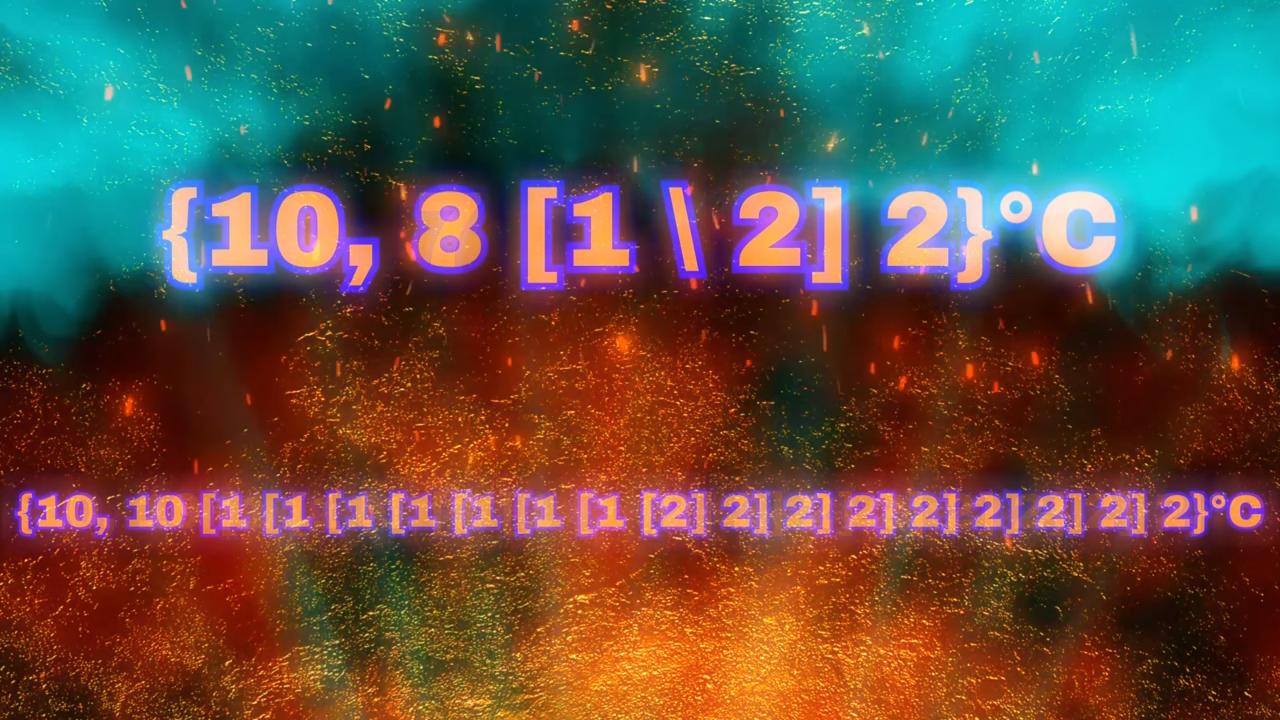 {10, 8 [1 \ 2] 2}°C
{10, 10 [1 [1 [1 [1 [1 [1 [1 [2] 2] 2] 2] 2] 2] 2] 2] 2}°C